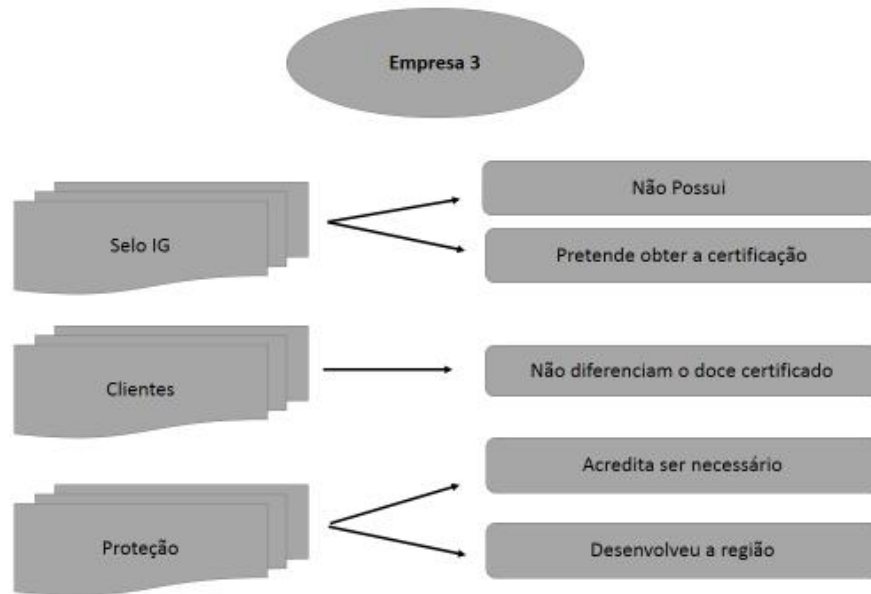 Empresa 3
Selo IG
Não Possui
Pretende obter a certificação
Clientes
Não diferenciam o doce certificado
Proteção
Acredita ser necessário
Desenvolveu a região